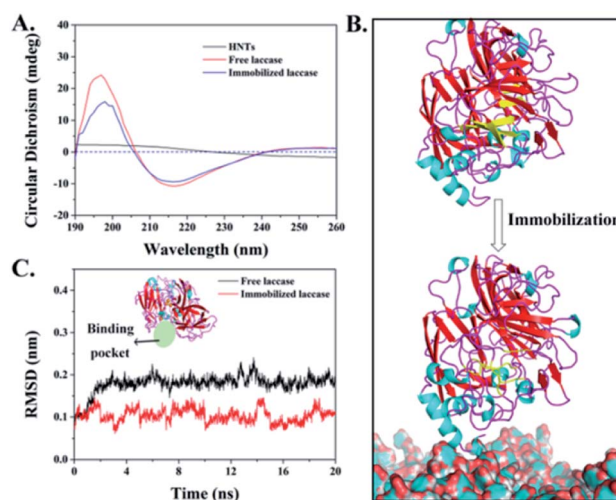 A.
Circular Dichroism (mdeg)
40
30
20
10
0
-10
-20
HNTs
Free laccase
Immobilized laccase
190 200 210 220 230 240 250 260
Wavelength (nm)
B.
Immobilization
C.
RMSD (nm)
0.4
0.3
0.2
0.1
0.0
Free laccase
Immobilized laccase
Binding
pocket
0 4 8 12 16 20
Time (ns)